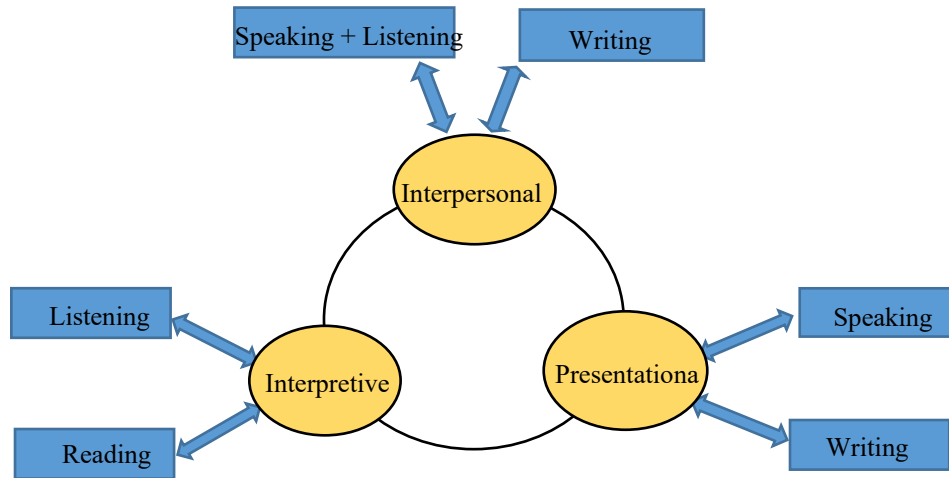 Speaking + Listening
Writing
Interpersonal
Listening
Speaking
Interpretive
Presentationa
Reading
Writing